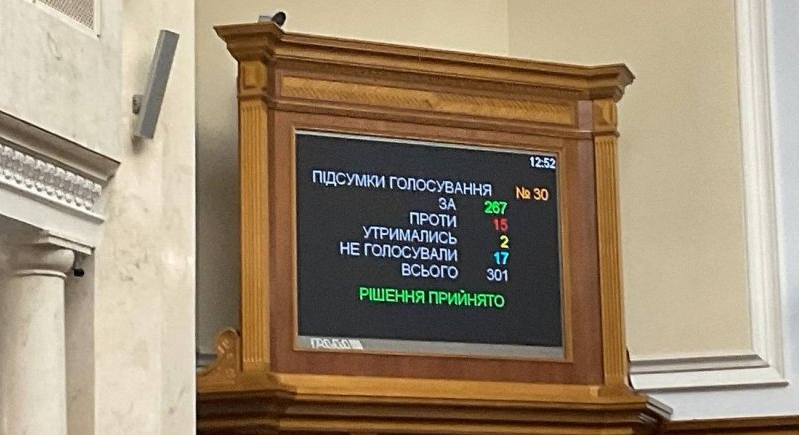 12:52
ПІДСУМКИ ГОЛОСУВАННЯ № 30
ЗА 267
ПРОТИ 15
УТРИМАЛИСЬ 2
НЕ ГОЛОСУВАЛИ 17
ВСЬОГО 301
РІШЕННЯ ПРИЙНЯТО